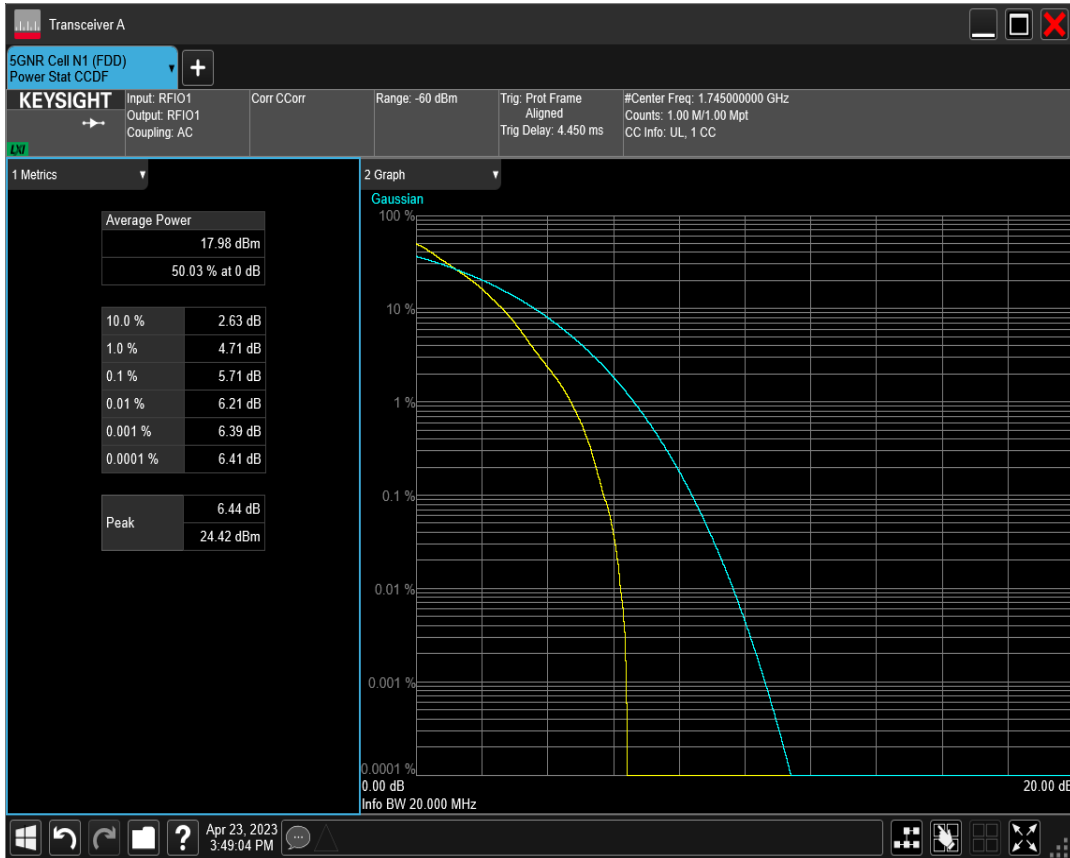 Transceiver A
5GNR Cell N1 (FDD)
Power Stat CCDF
+
KEYSIGHT
LXI
Input: RFIO1
Output: RFIO1
Coupling: AC
Corr CCorr
Range: -60 dBm
Trig: Prot Frame
Aligned
Trig Delay: 4.450 ms
#Center Freq: 1.745000000 GHz
Counts: 1.00 M/1.00 Mpt
CC Info: UL, 1 CC
1 Metrics
Average Power
17.98 dBm
50.03 % at 0 dB
10.0 % 2.63 dB
1.0 % 4.71 dB
0.1 % 5.71 dB
0.01 % 6.21 dB
0.001 % 6.39 dB
0.0001 % 6.41 dB
Peak 6.44 dB
24.42 dBm
2 Graph
Gaussian
100 %
10 %
1 %
0.1 %
0.01 %
0.001 %
0.0001 %
0.00 dB 20.00 dB
Info BW 20.000 MHz
?
Apr 23, 2023
3:49:04 PM